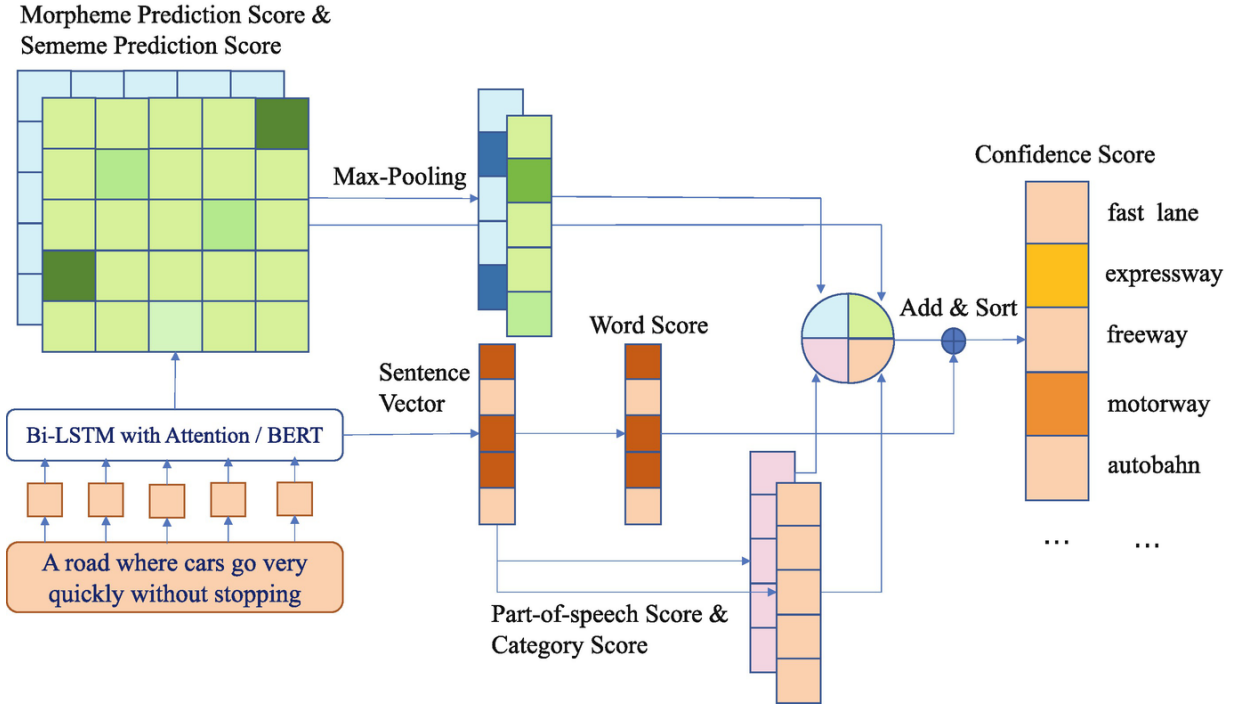 Morpheme Prediction Score &
Sememe Prediction Score
Max-Pooling
Confidence Score
fast lane
expressway
freeway
motorway
autobahn
... ...
Add & Sort
Word Score
Sentence
Vector
Bi-LSTM with Attention / BERT
A road where cars go very
quickly without stopping
Part-of-speech Score &
Category Score